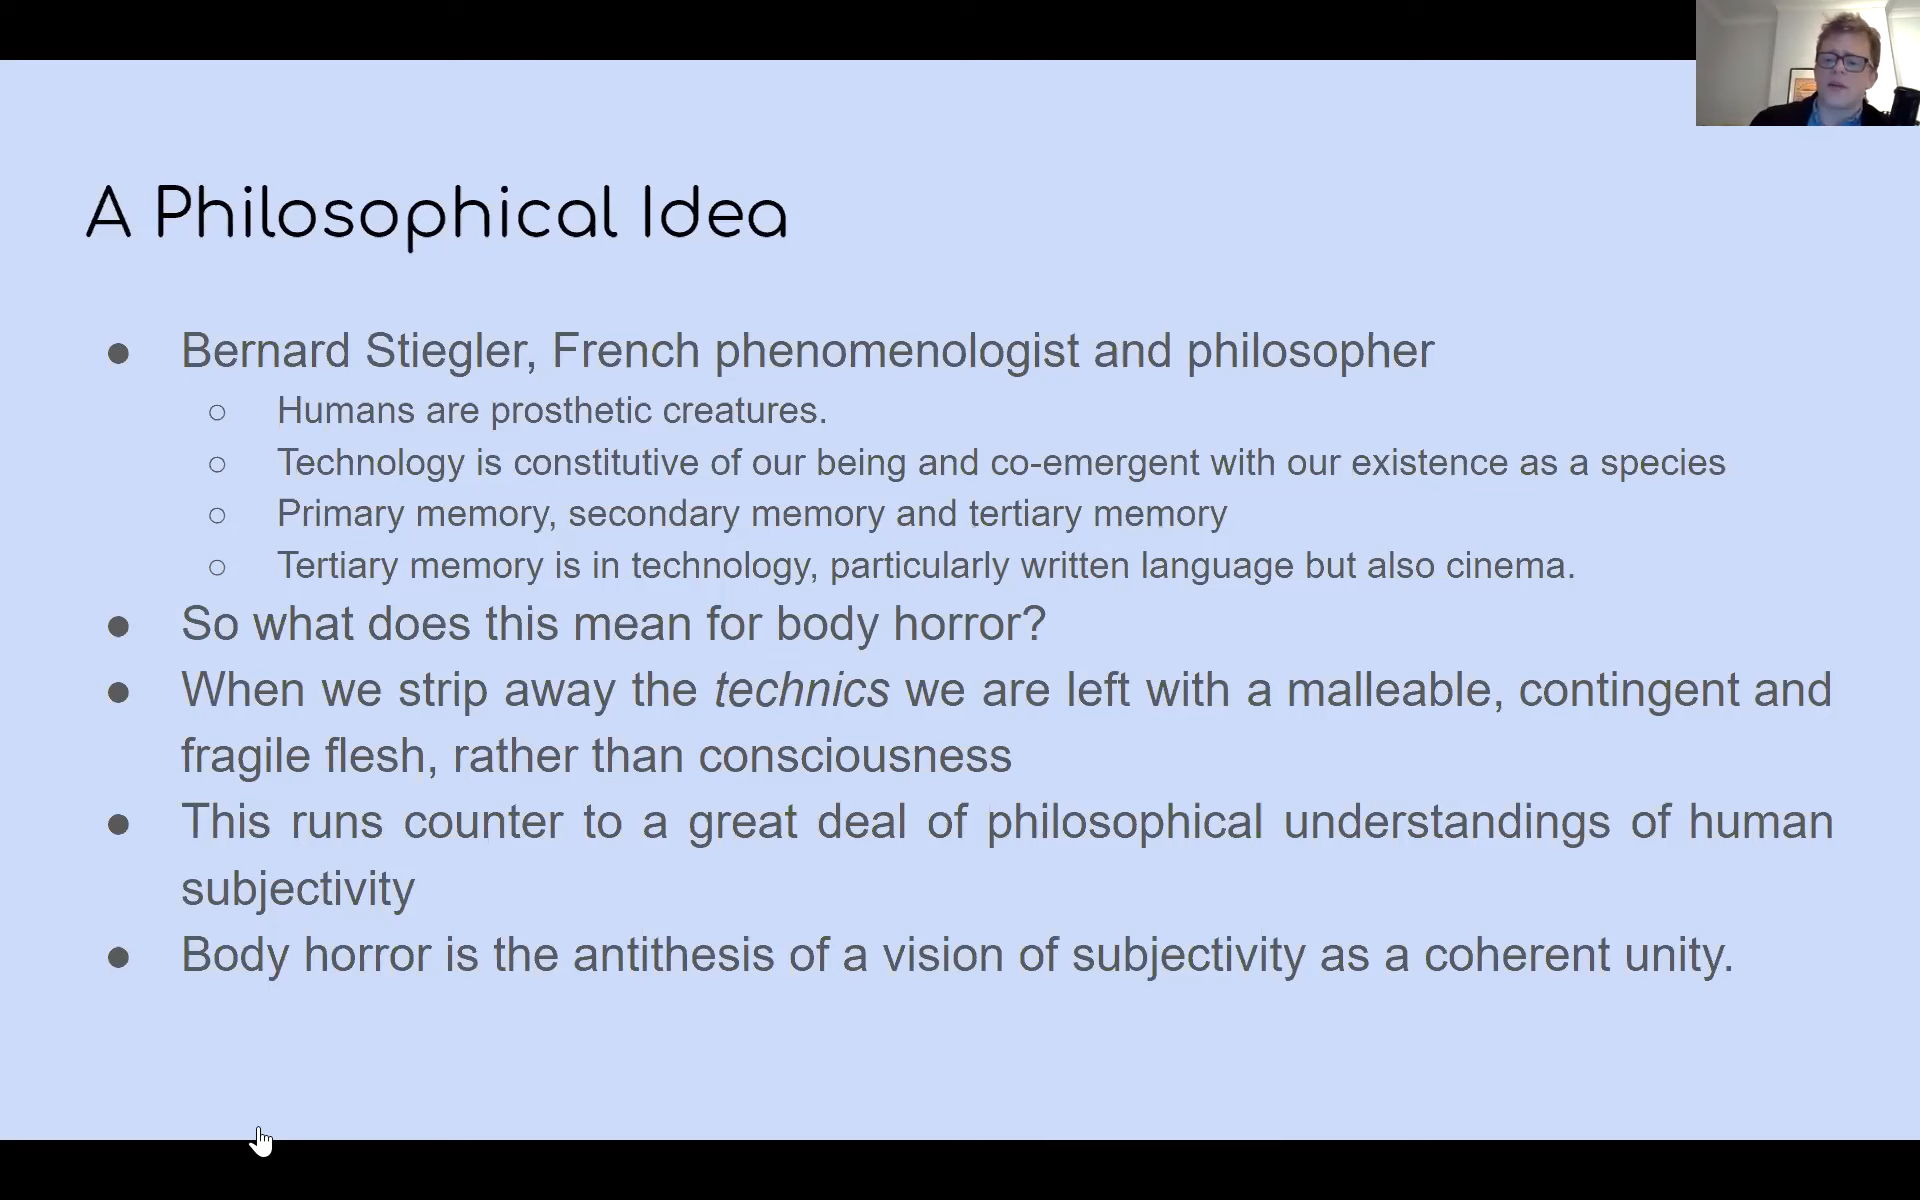 A Philosophical Idea
● Bernard Stiegler, French phenomenologist and philosopher
○ Humans are prosthetic creatures.
○ Technology is constitutive of our being and co-emergent with our existence as a species
○ Primary memory, secondary memory and tertiary memory
○ Tertiary memory is in technology, particularly written language but also cinema.
● So what does this mean for body horror?
● When we strip away the technics we are left with a malleable, contingent and
fragile flesh, rather than consciousness
● This runs counter to a great deal of philosophical understandings of human
subjectivity
● Body horror is the antithesis of a vision of subjectivity as a coherent unity.